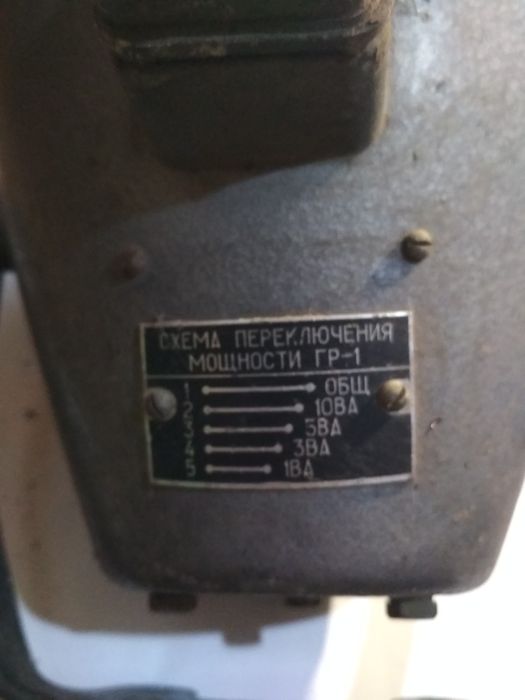 СХЕМА ПЕРЕКЛЮЧЕНИЯ
МОЩНОСТИ ГР-1
1 ОБЩ
2 10ВА
3 5ВА
4 3ВА
5 1ВА